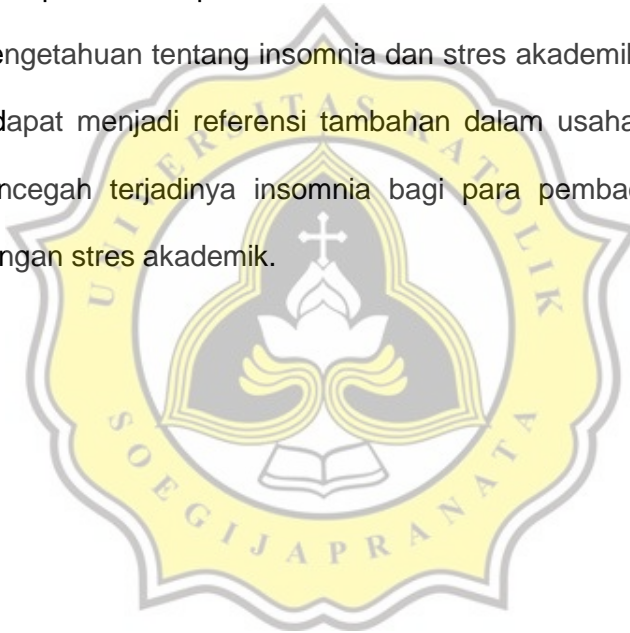 engetahuan tentang insomnia dan stres akademik
dapat menjadi referensi tambahan dalam usaha
ncegah terjadinya insomnia bagi para pembac
ngan stres akademik.
UNIVERSITAS KATOLIK
SOEGIJAPRANATA